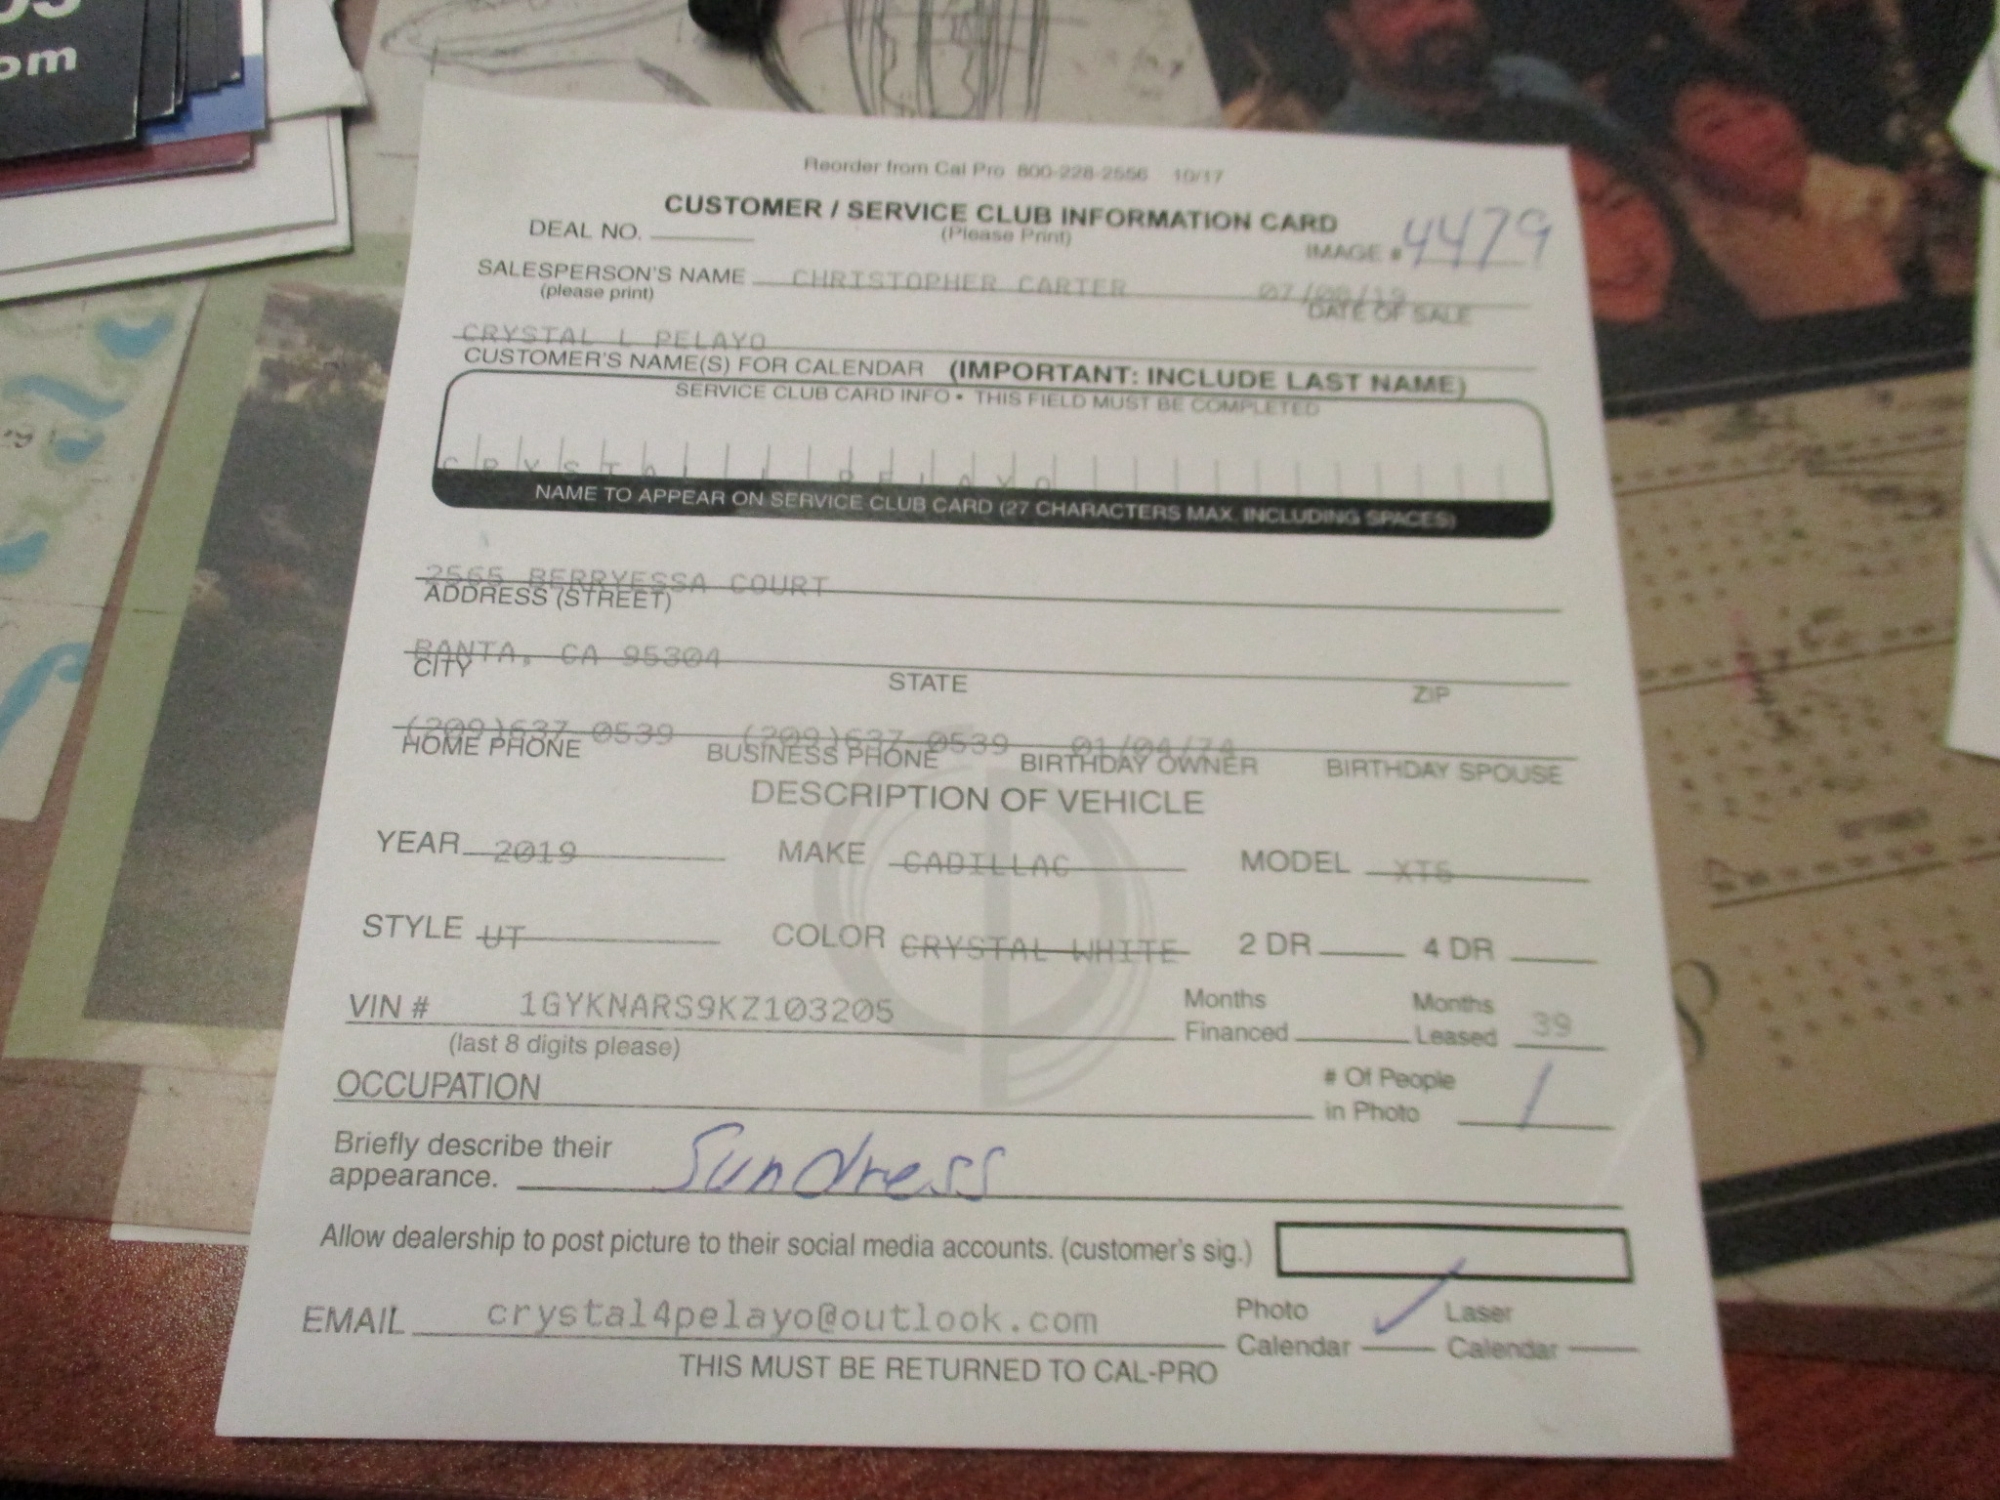 om
Reorder from Cal Pro 800-228-2556 10/17
CUSTOMER / SERVICE CLUB INFORMATION CARD
DEAL NO. (Please Print) IMAGE # 4479
SALESPERSON'S NAME CHRISTOPHER CARTER 07/08/19
(please print) DATE OF SALE
CRYSTAL L PELAYO
CUSTOMER'S NAME(S) FOR CALENDAR (IMPORTANT: INCLUDE LAST NAME)
SERVICE CLUB CARD INFO • THIS FIELD MUST BE COMPLETED
CRYSTAL L PELAYO
NAME TO APPEAR ON SERVICE CLUB CARD (27 CHARACTERS MAX. INCLUDING SPACES)
2565 BERRYESSA COURT
ADDRESS (STREET)
BANTA, CA 95304
CITY STATE ZIP
(209)637 0539 (209)637 0539 01/04/74
HOME PHONE BUSINESS PHONE BIRTHDAY OWNER BIRTHDAY SPOUSE
DESCRIPTION OF VEHICLE
YEAR 2019 MAKE CADILLAC MODEL
STYLE UT COLOR CRYSTAL WHITE 2 DR 4 DR
VIN # 1GYKNARS9KZ103205 Months Financed Months Leased 39
(last 8 digits please)
OCCUPATION # Of People in Photo 1
Briefly describe their
appearance. Sundress
Allow dealership to post picture to their social media accounts. (customer's sig.)
EMAIL crystal4pelayo@outlook.com Photo Calendar ✓ Laser Calendar
THIS MUST BE RETURNED TO CAL-PRO